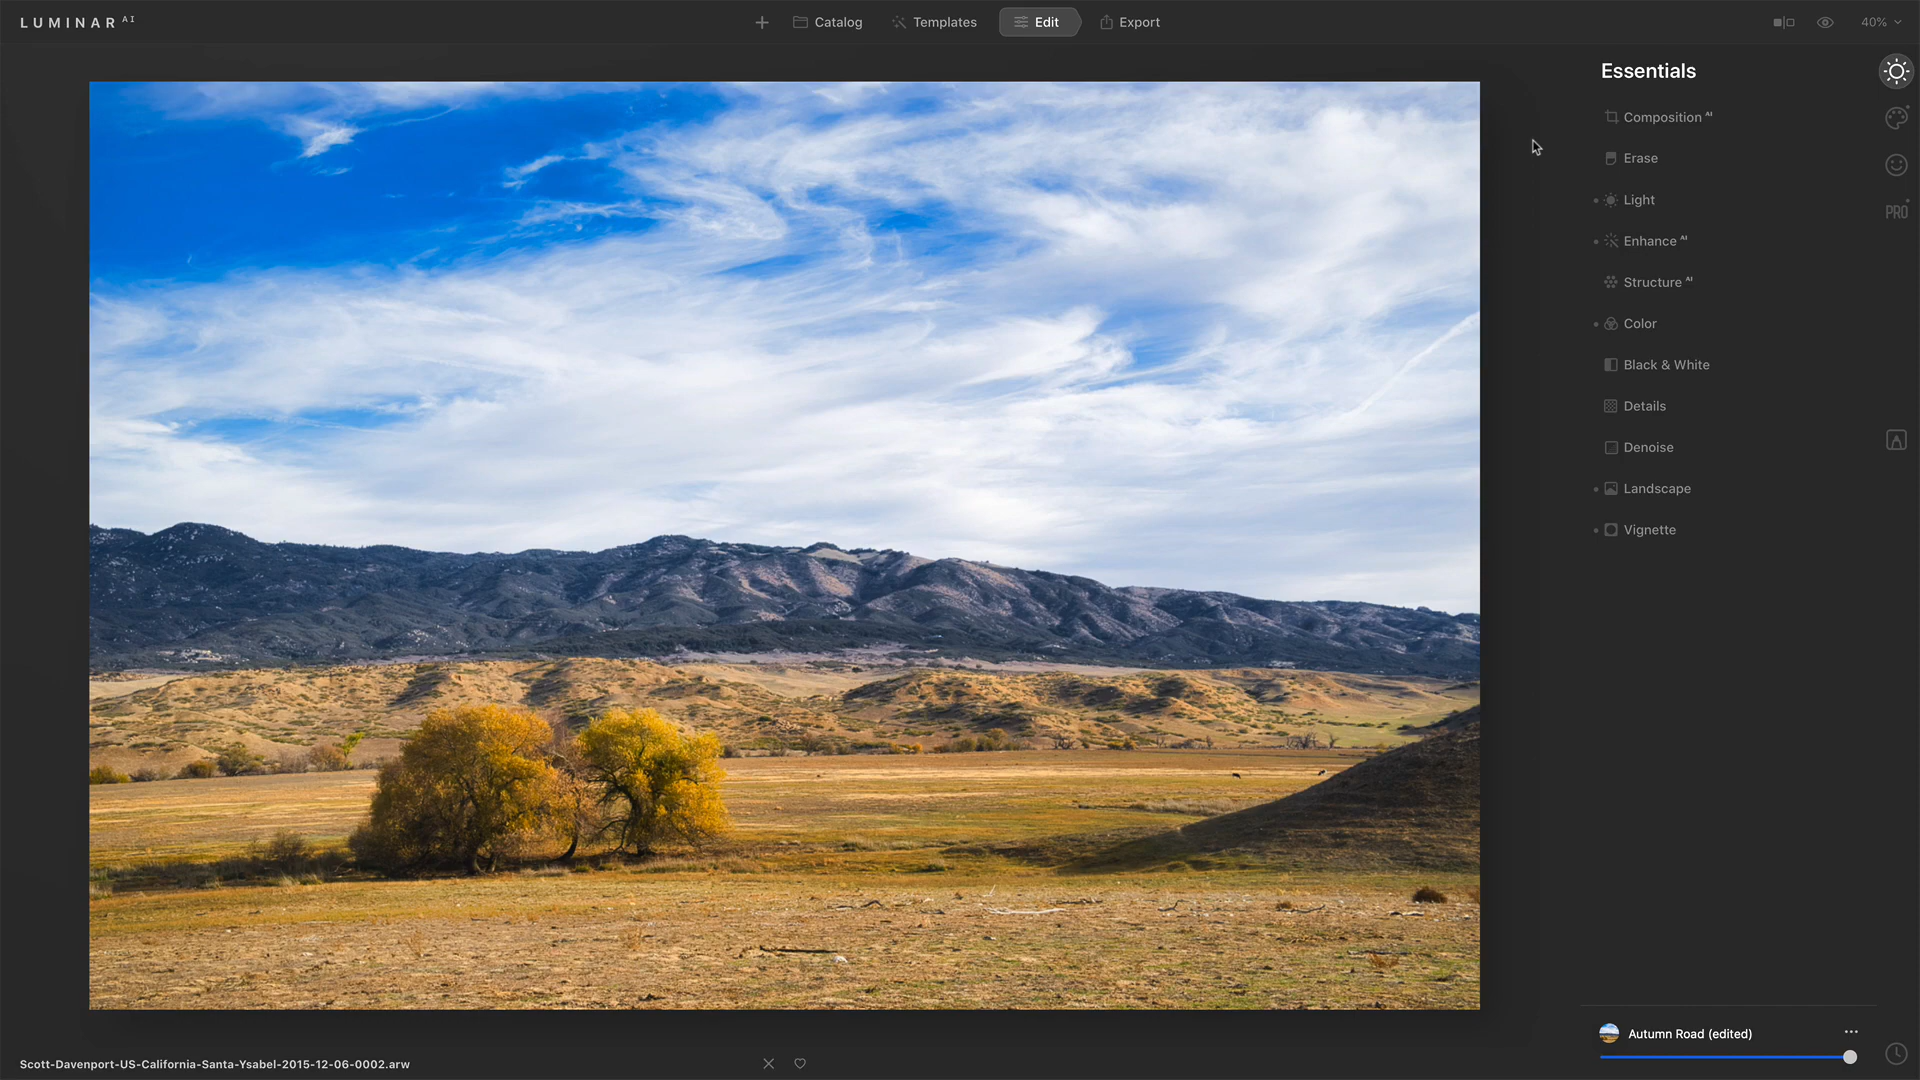 LUMINAR AI
Catalog
Templates
Edit
Export
40%
Essentials
Composition AI
Erase
Light
Enhance AI
Structure AI
Color
Black & White
Details
Denoise
Landscape
Vignette
PRO
Autumn Road (edited)
Scott-Davenport-US-California-Santa-Ysabel-2015-12-06-0002.arw